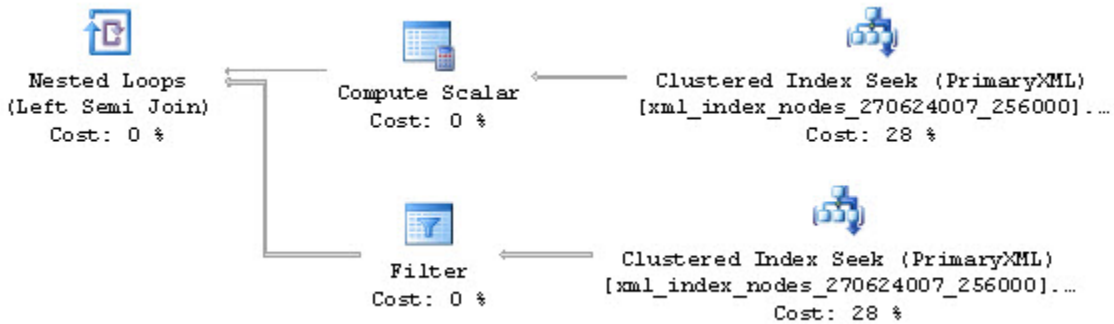 Nested Loops
(Left Semi Join)
Cost: 0 %
Compute Scalar
Cost: 0 %
Clustered Index Seek (PrimaryXML)
[xml_index_nodes_270624007_256000]....
Cost: 28 %
Filter
Cost: 0 %
Clustered Index Seek (PrimaryXML)
[xml_index_nodes_270624007_256000]....
Cost: 28 %